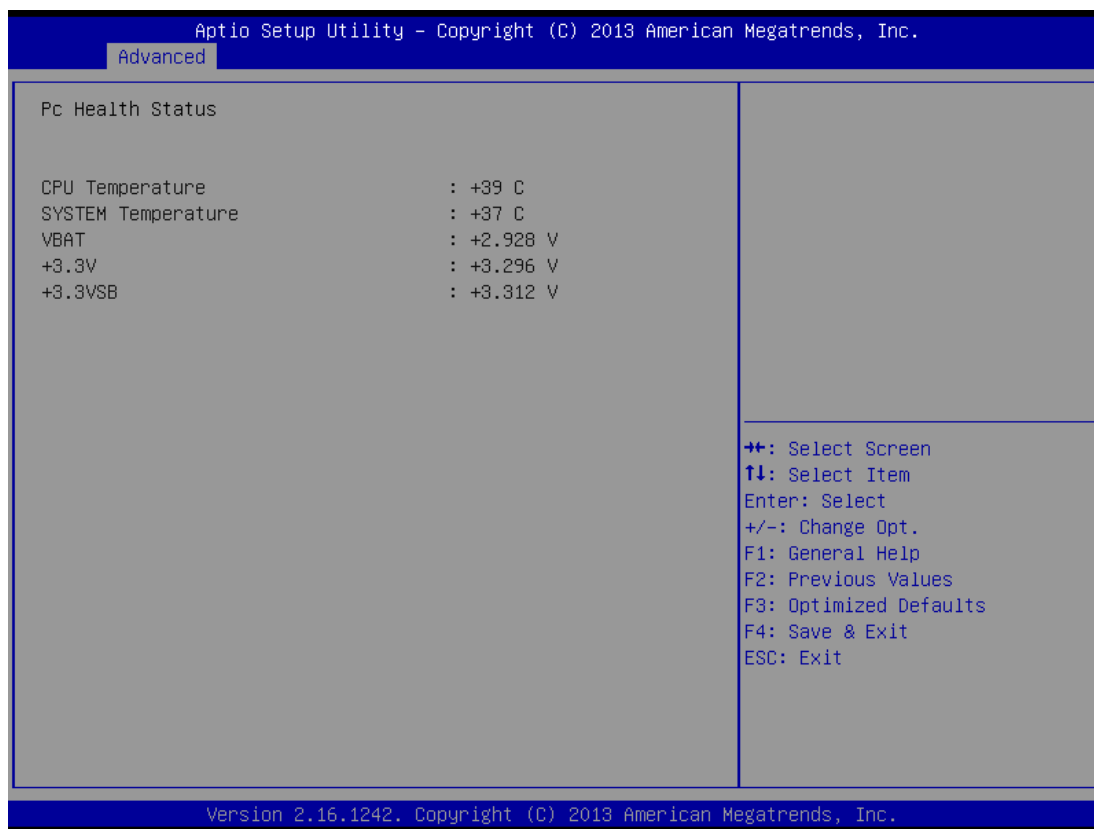 Aptio Setup Utility – Copyright (C) 2013 American Megatrends, Inc.
Advanced
Pc Health Status
CPU Temperature : +39 C
SYSTEM Temperature : +37 C
VBAT : +2.928 V
+3.3V : +3.296 V
+3.3VSB : +3.312 V
→←: Select Screen
↑↓: Select Item
Enter: Select
+/-: Change Opt.
F1: General Help
F2: Previous Values
F3: Optimized Defaults
F4: Save & Exit
ESC: Exit
Version 2.16.1242. Copyright (C) 2013 American Megatrends, Inc.